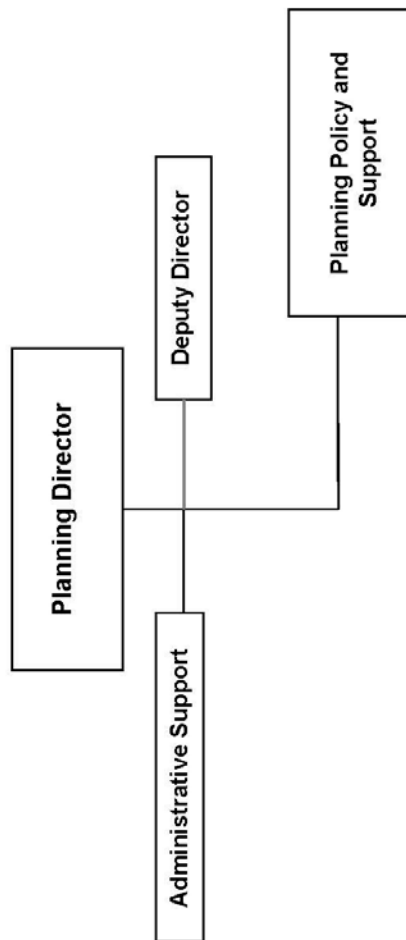 Planning Director
Administrative Support
Deputy Director
Planning Policy and
Support